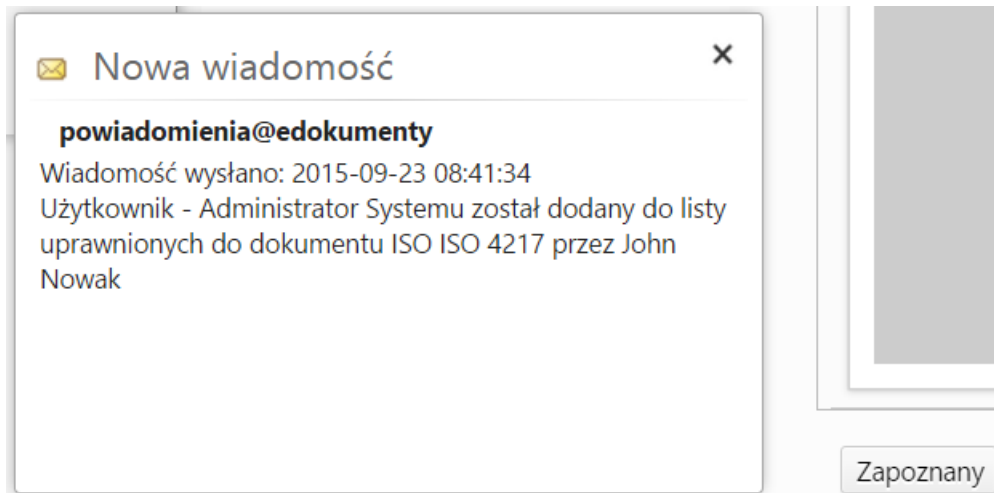 Nowa wiadomość
powiadomienia@edokumenty
Wiadomość wysłano: 2015-09-23 08:41:34
Użytkownik - Administrator Systemu został dodany do listy
uprawnionych do dokumentu ISO ISO 4217 przez John
Nowak
Zapoznany